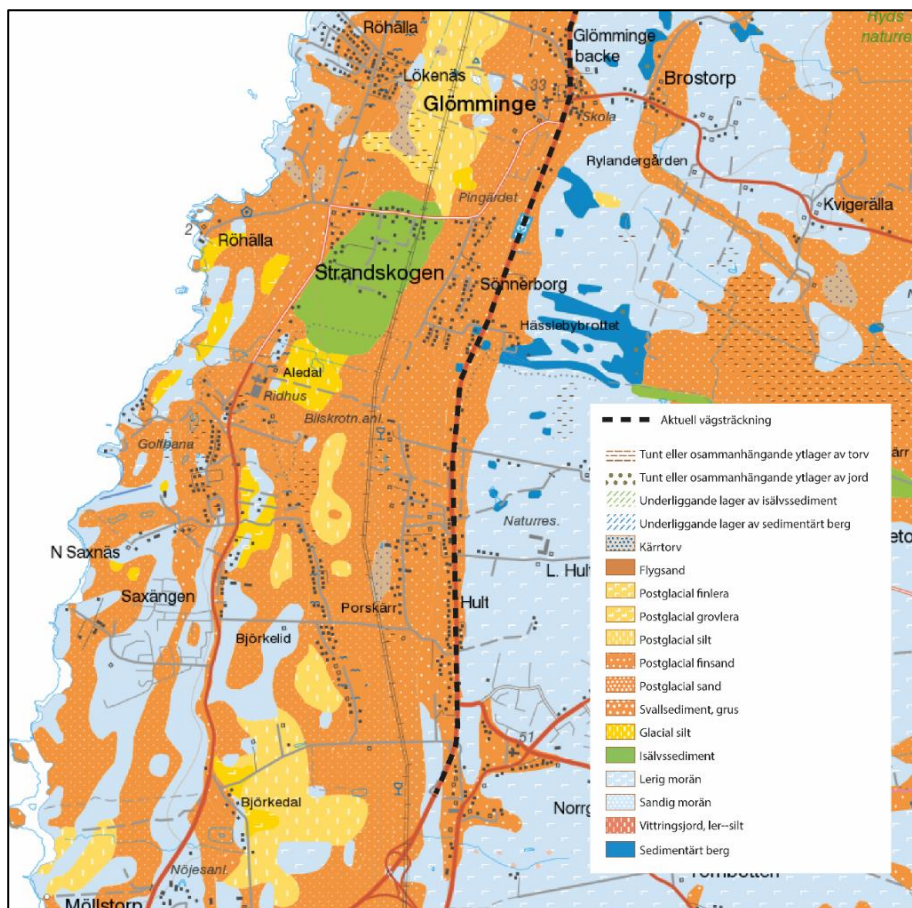 Ryds
naturre
Röhälla
Glömminge
backe
Lökenäs
Brostorp
33
Glömminge
Skola
Rylandergården
Pingärdet
Kvigerälla
2
Röhälla
Strandskogen
Sönnerborg
Hässlebybrottet
Aledal
Ridhus
Bilskrotn.anl.
Golfbana
N Saxnäs
Naturres.
L. Hult
Saxängen
Porskärr
Hult
Björkelid
51
Björkedal
Norrg
Nöjesanl.
Möllstorp
Tornbotten
Aktuell vägsträckning
Tunt eller osammanhängande ytlager av torv
Tunt eller osammanhängande ytlager av jord
Underliggande lager av isälvssediment
Underliggande lager av sedimentärt berg
Kärrtorv
Flygsand
Postglacial finlera
Postglacial grovlera
Postglacial silt
Postglacial finsand
Postglacial sand
Svallsediment, grus
Glacial silt
Isälvssediment
Lerig morän
Sandig morän
Vittringsjord, ler--silt
Sedimentärt berg